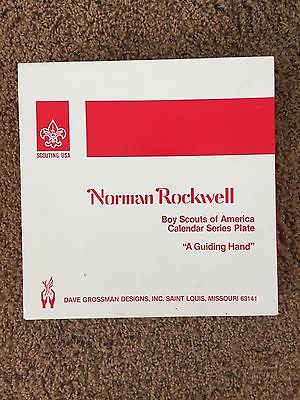 SCOUTING USA
Norman Rockwell
Boy Scouts of America
Calendar Series Plate
"A Guiding Hand"
DAVE GROSSMAN DESIGNS, INC. SAINT LOUIS, MISSOURI 63141